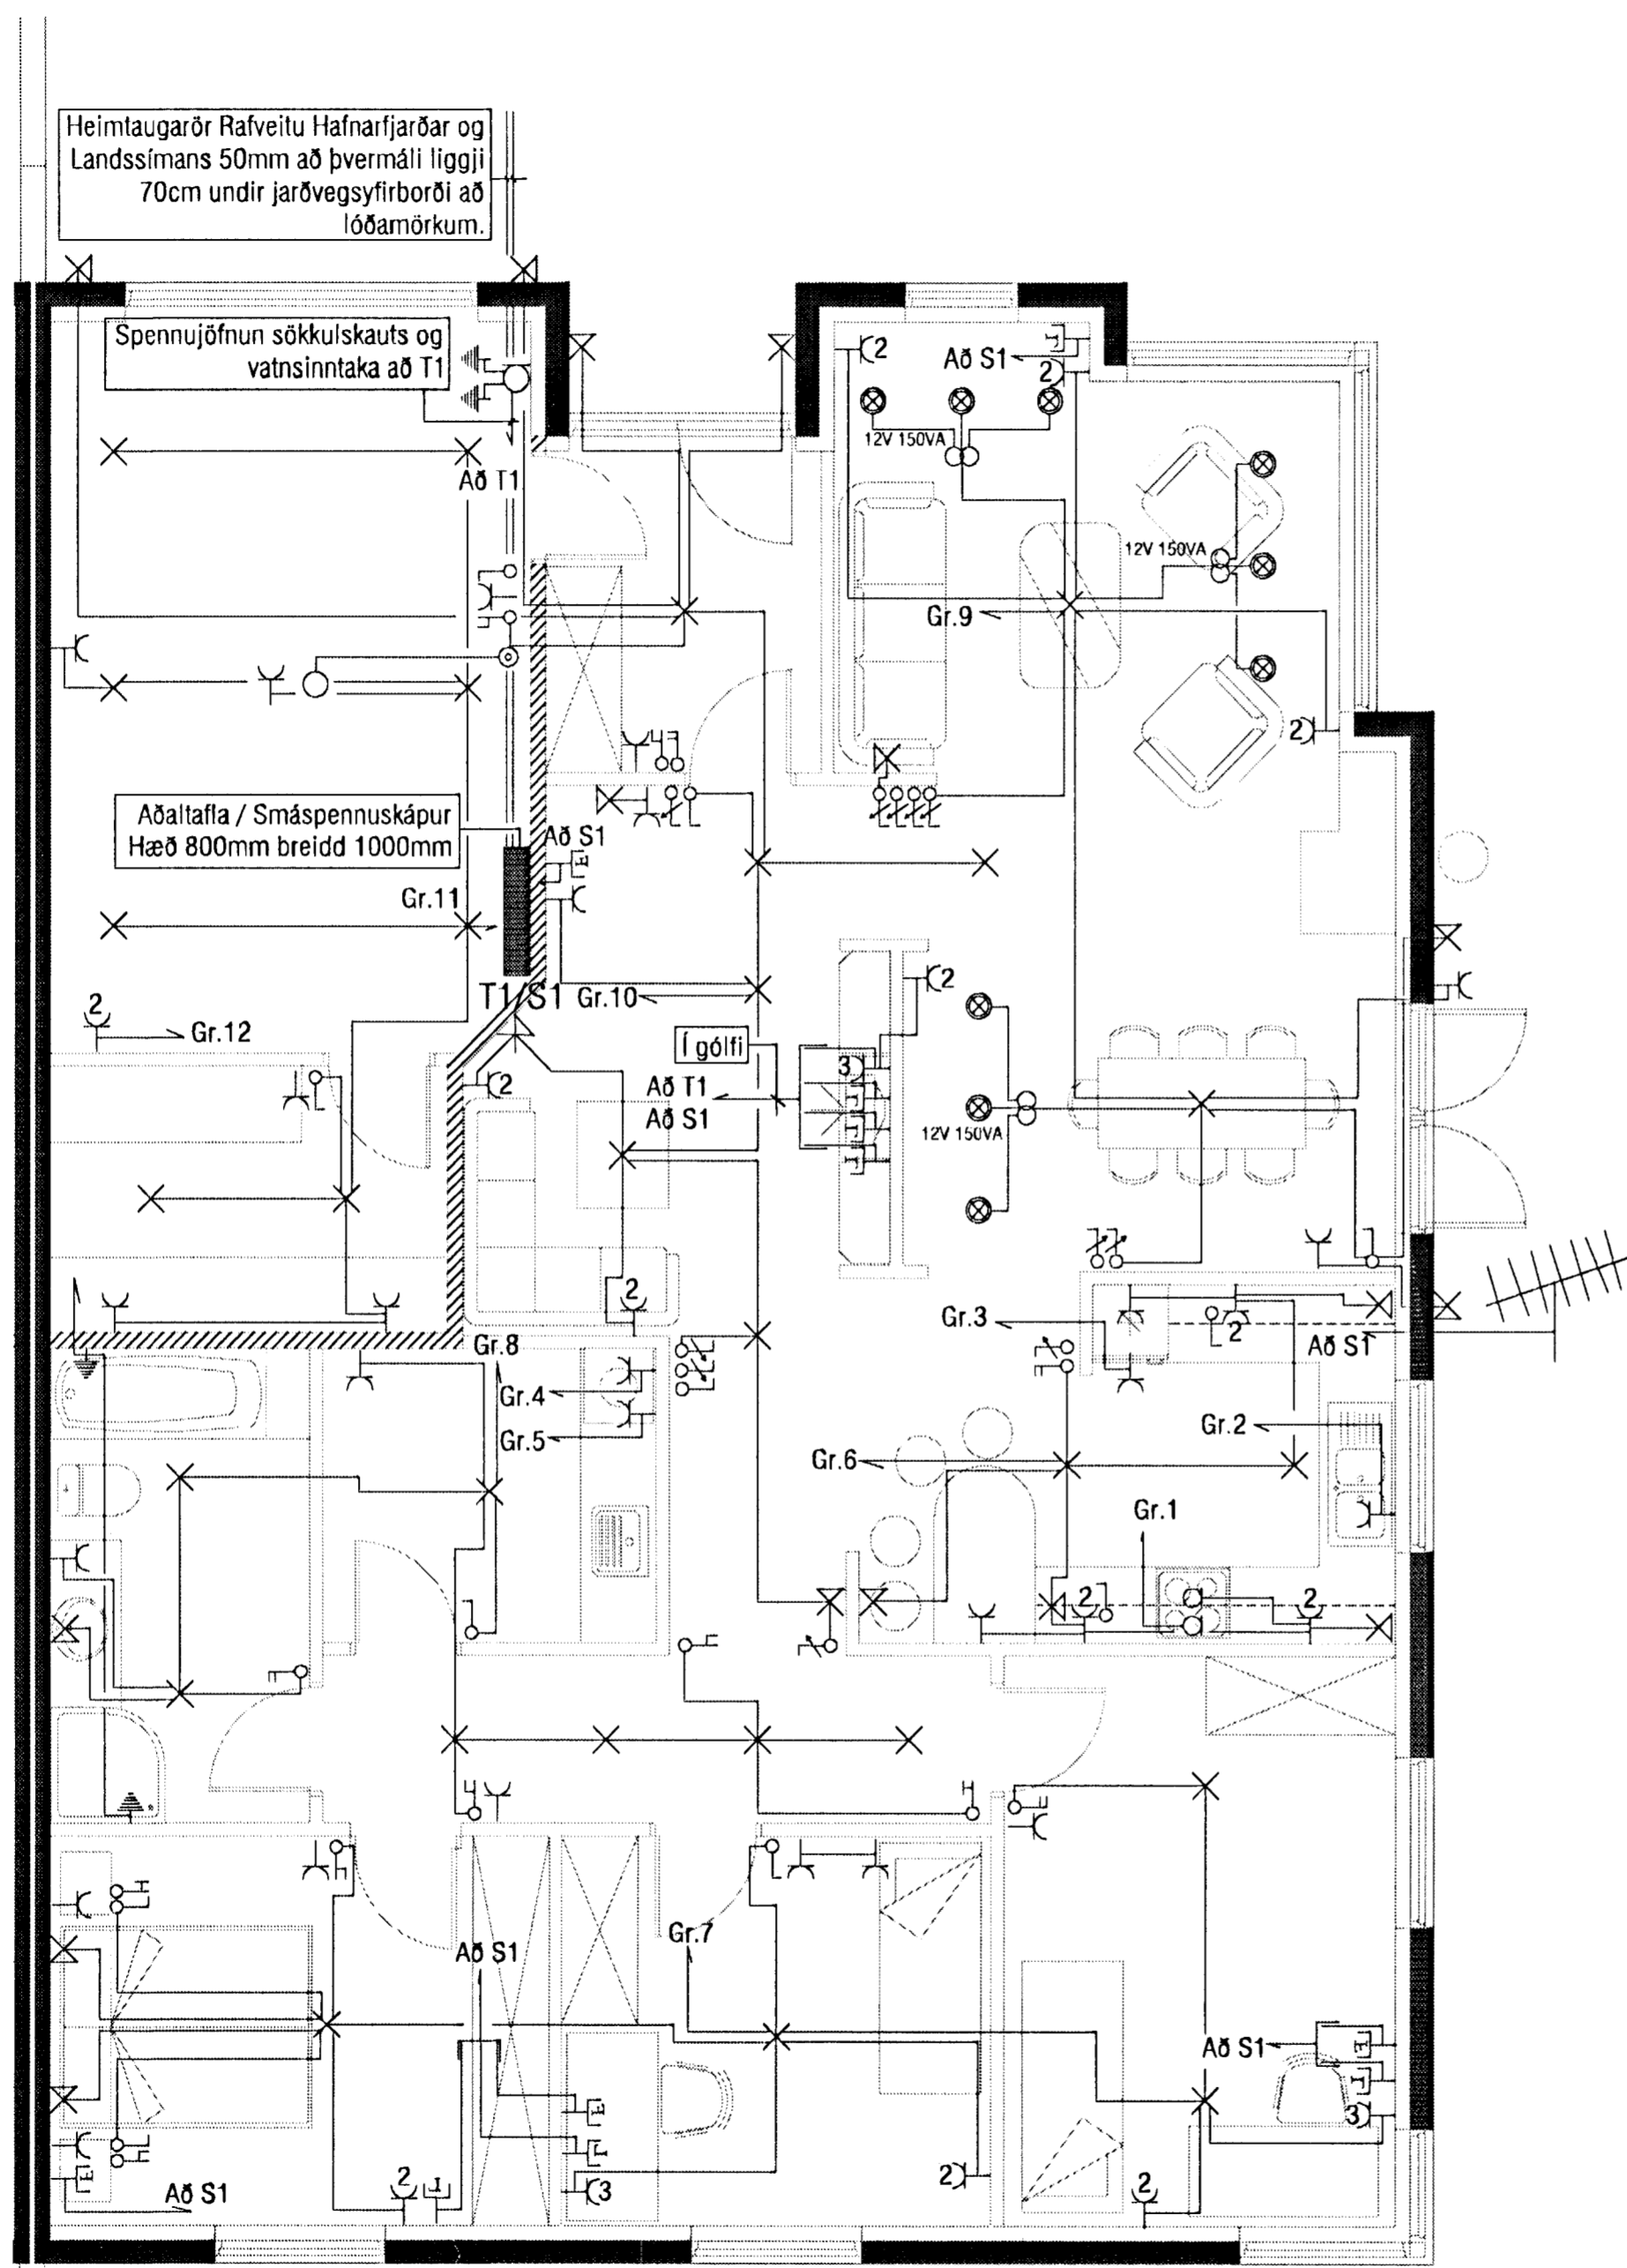 Heimtaugarör Rafveitu Hafnarfjarðar og
Landssímans 50mm að þvermáli liggji
70cm undir jarðvegsyfirborði að
lóðamörkum.
Spennujöfnun sökkulskauts og
vatnsinntaka að T1
2
Að S1
2
12V 150VA
Að T1
12V 150VA
Gr.9
2
Aðaltafla / Smáspennuskápur
Hæð 800mm breidd 1000mm
Að S1
E
Gr.11
T1/S1
Gr.10
2
2
Gr.12
Í gólfi
3
2
Að T1
Að S1
12V 150VA
2
Gr.3
2
Að S1
Gr.8
Gr.4
Gr.5
Gr.2
Gr.6
Gr.1
2
2
Gr.7
Að S1
Að S1
E
T
3
E
T
3
E
Að S1
2
2
2